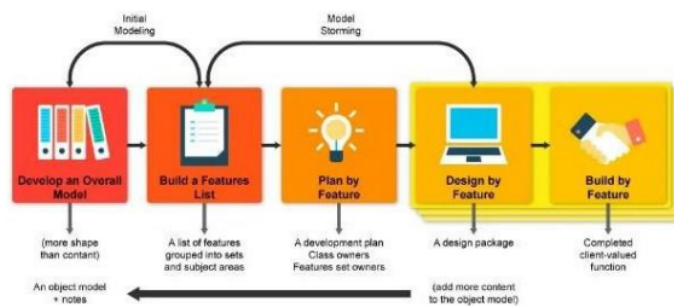 Initial
Modeling
Model
Storming
Develop an Overall
Model
Build a Features
List
Plan by
Feature
Design by
Feature
Build by
Feature
(more shape
than contant)
A list of features
grouped into sets
and subject areas
A development plan
Class owners
Features set owners
A design package
Completed
client-valued
function
An object model
+ notes
(add more content
to the object model)